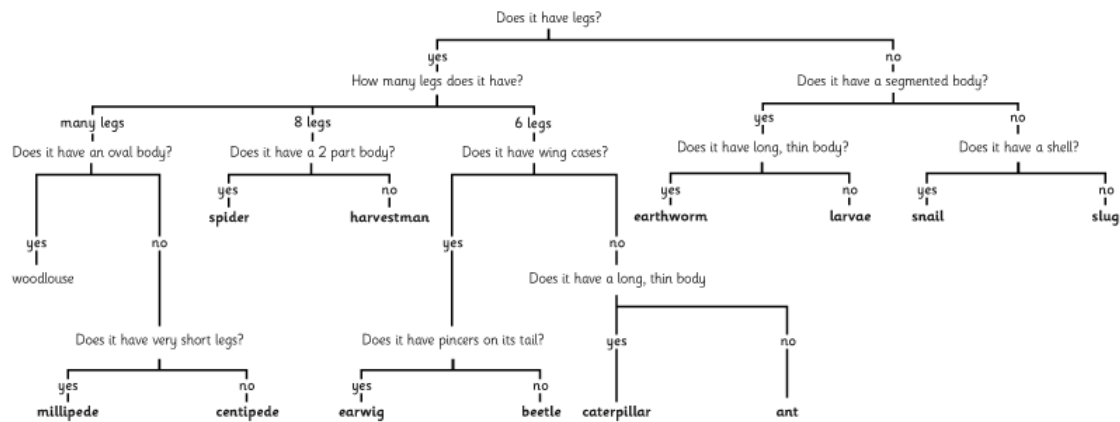 Does it have legs?
yes
no
How many legs does it have?
Does it have a segmented body?
many legs
8 legs
6 legs
yes
no
Does it have an oval body?
Does it have a 2 part body?
Does it have wing cases?
Does it have long, thin body?
Does it have a shell?
yes
no
yes
no
yes
no
spider
harvestman
earthworm
larvae
snail
slug
yes
no
yes
no
woodlouse
Does it have a long, thin body
Does it have very short legs?
Does it have pincers on its tail?
yes
no
yes
no
yes
no
millipede
centipede
earwig
beetle
caterpillar
ant